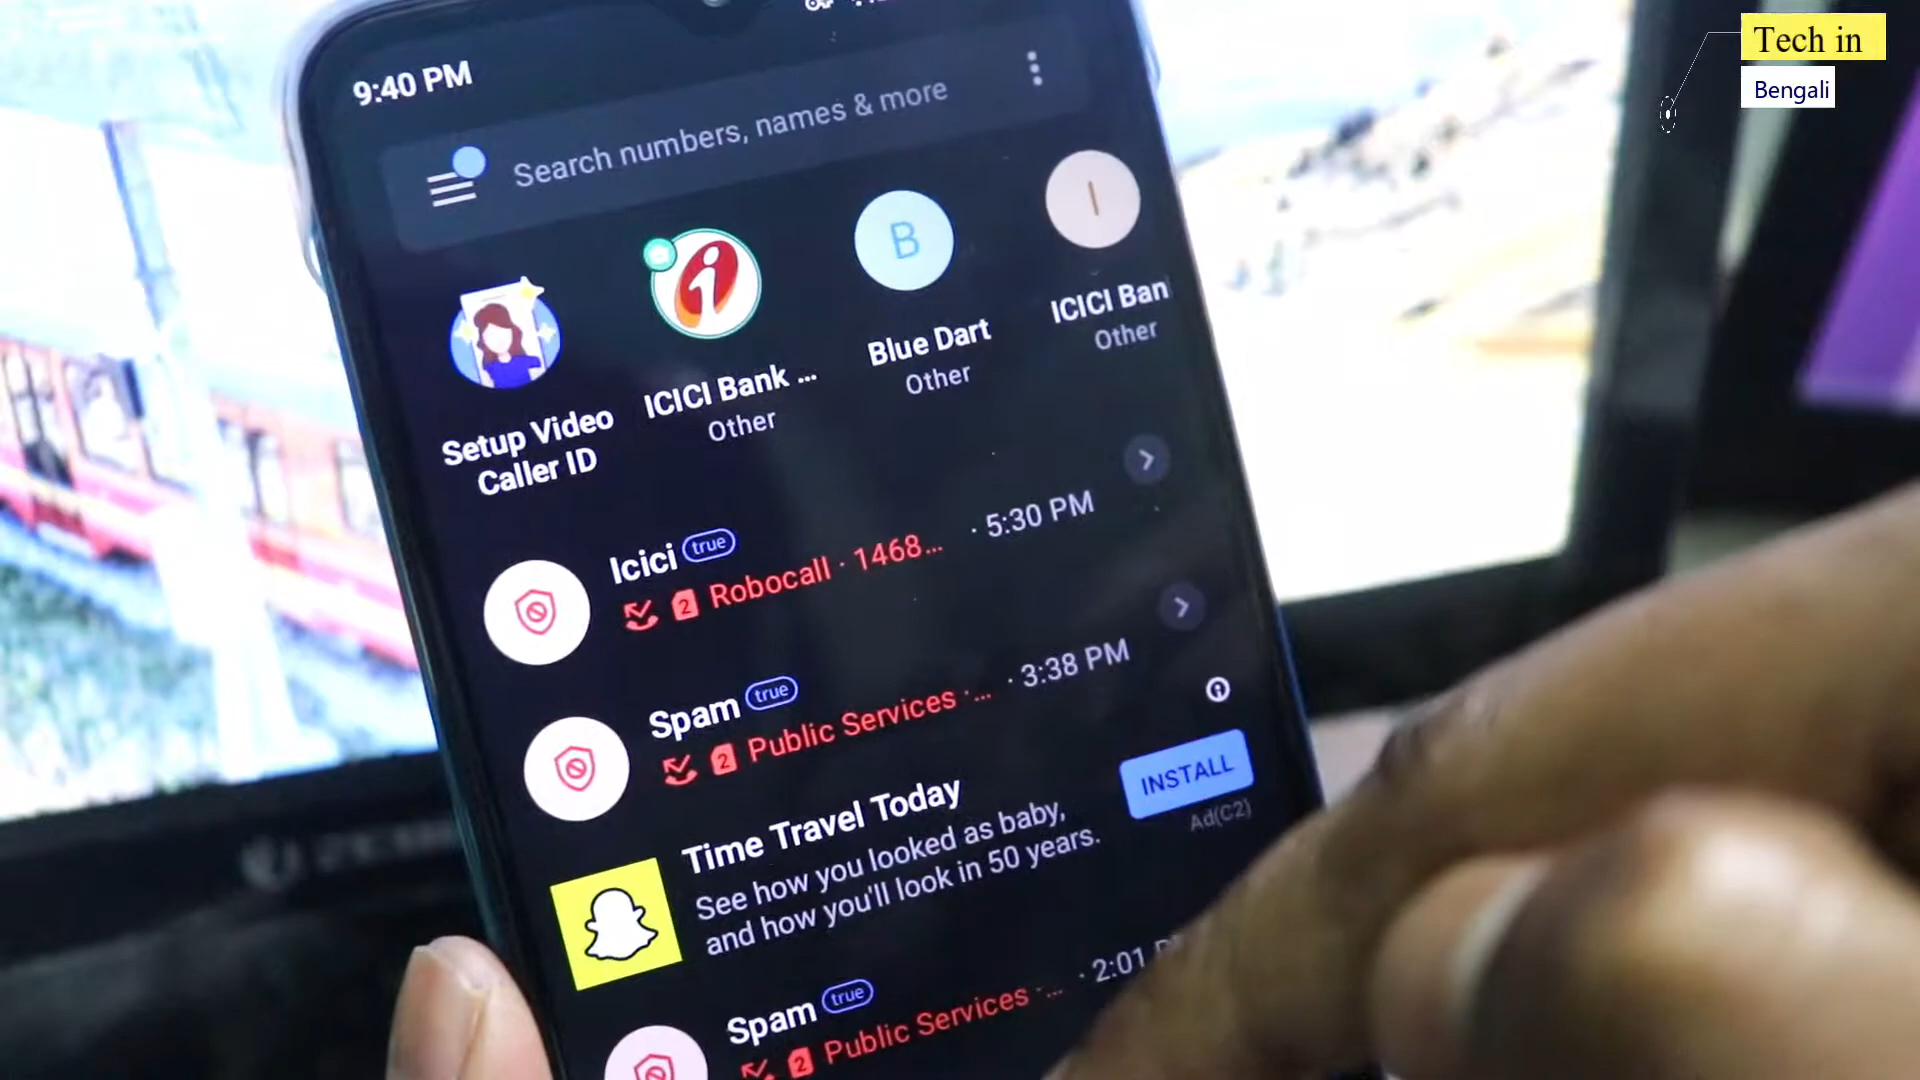 Tech in
Bengali
9:40 PM
Search numbers, names & more
Setup Video
Caller ID
ICICI Bank ...
Other
B
Blue Dart
Other
I
ICICI Ban
Other
Icici true
2 Robocall · 1468... · 5:30 PM
Spam true
2 Public Services ·... · 3:38 PM
Time Travel Today
See how you looked as baby,
and how you'll look in 50 years.
INSTALL
Ad(C2)
Spam true
2 Public Services ·... · 2:01